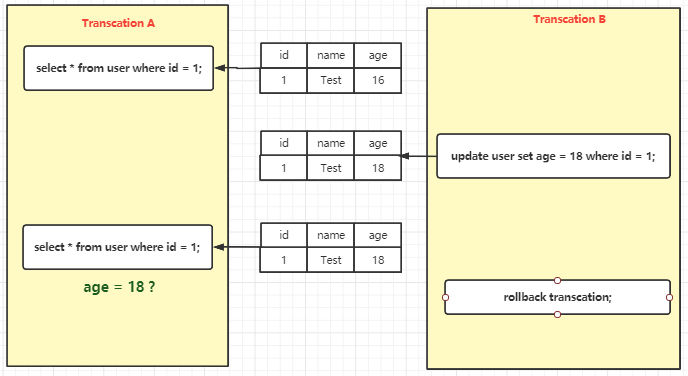 Transcation A
Transcation B
select * from user where id = 1;
id name age
1 Test 16
id name age
1 Test 18
update user set age = 18 where id = 1;
select * from user where id = 1;
id name age
1 Test 18
age = 18 ?
rollback transcation;